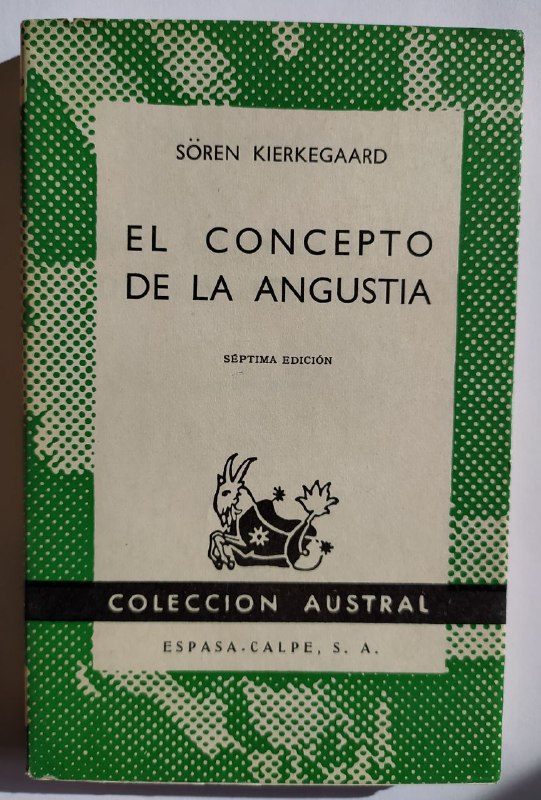 SÖREN KIERKEGAARD
EL CONCEPTO
DE LA ANGUSTIA
SÉPTIMA EDICIÓN
COLECCION AUSTRAL
ESPASA-CALPE, S. A.